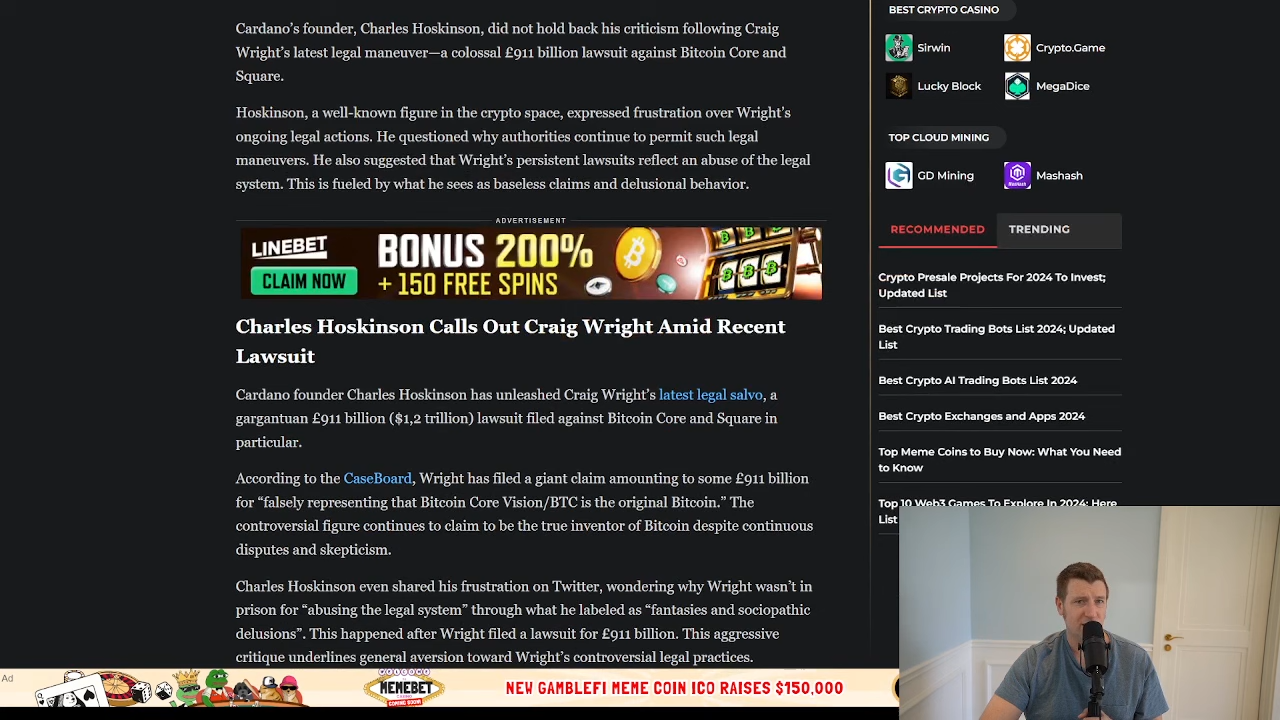 Cardano's founder, Charles Hoskinson, did not hold back his criticism following Craig
Wright's latest legal maneuver—a colossal £911 billion lawsuit against Bitcoin Core and
Square.
Hoskinson, a well-known figure in the crypto space, expressed frustration over Wright's
ongoing legal actions. He questioned why authorities continue to permit such legal
maneuvers. He also suggested that Wright's persistent lawsuits reflect an abuse of the legal
system. This is fueled by what he sees as baseless claims and delusional behavior.
ADVERTISEMENT
LINEBET
CLAIM NOW
BONUS 200%
+ 150 FREE SPINS
Charles Hoskinson Calls Out Craig Wright Amid Recent
Lawsuit
Cardano founder Charles Hoskinson has unleashed Craig Wright's latest legal salvo, a
gargantuan £911 billion ($1,2 trillion) lawsuit filed against Bitcoin Core and Square in
particular.
According to the CaseBoard, Wright has filed a giant claim amounting to some £911 billion
for “falsely representing that Bitcoin Core Vision/BTC is the original Bitcoin.” The
controversial figure continues to claim to be the true inventor of Bitcoin despite continuous
disputes and skepticism.
Charles Hoskinson even shared his frustration on Twitter, wondering why Wright wasn't in
prison for “abusing the legal system” through what he labeled as “fantasies and sociopathic
delusions”. This happened after Wright filed a lawsuit for £911 billion. This aggressive
critique underlines general aversion toward Wright's controversial legal practices.
BEST CRYPTO CASINO
Sirwin
Crypto.Game
Lucky Block
MegaDice
TOP CLOUD MINING
GD Mining
Mashash
RECOMMENDED
TRENDING
Crypto Presale Projects For 2024 To Invest;
Updated List
Best Crypto Trading Bots List 2024; Updated
List
Best Crypto AI Trading Bots List 2024
Best Crypto Exchanges and Apps 2024
Top Meme Coins to Buy Now: What You Need
to Know
Top 10 Web3 Games To Explore In 2024: Here
List
Ad
MEMEBET
COMING SOON!
NEW GAMBLEFI MEME COIN ICO RAISES $150,000